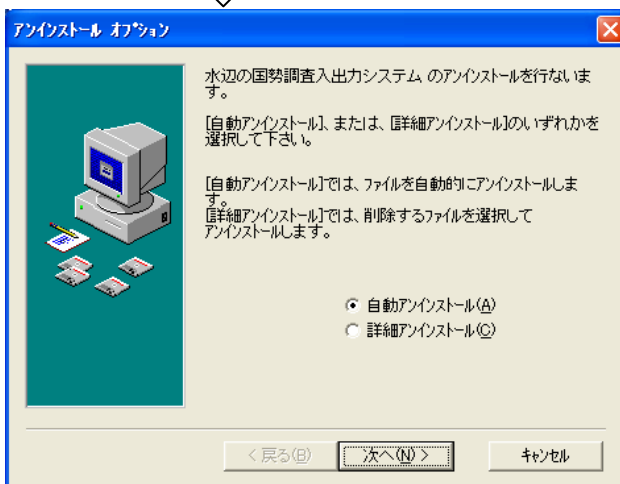 アンインストール オプション
水辺の国勢調査入出力システム のアンインストールを行ないま
す。
[自動アンインストール]、または、[詳細アンインストール]のいずれかを
選択して下さい。
[自動アンインストール]では、ファイルを自動的にアンインストールしま
す。
[詳細アンインストール]では、削除するファイルを選択して
アンインストールします。
自動アンインストール(A)
詳細アンインストール(C)
< 戻る(B)
次へ(N) >
キャンセル